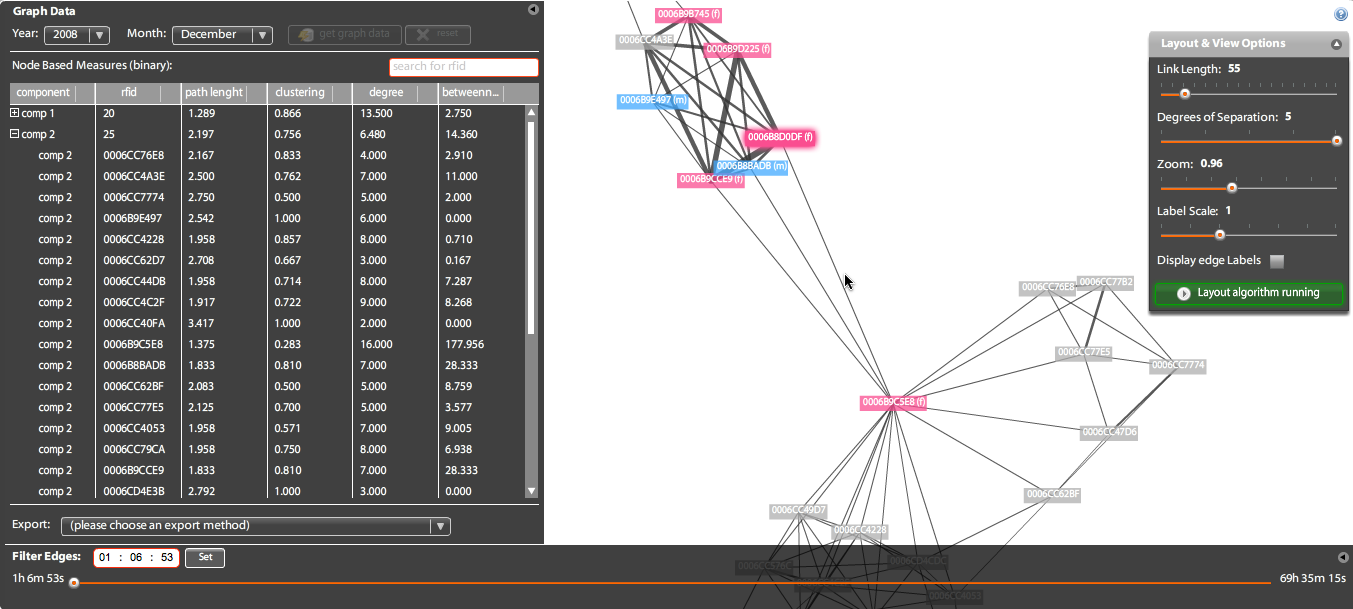 Graph Data
Year: 2008 Month: December get graph data reset
Node Based Measures (binary): search for rfid
component rfid path lenght clustering degree betweenn...
comp 1 20 1.289 0.866 13.500 2.750
comp 2 25 2.197 0.756 6.480 14.360
comp 2 0006CC76E8 2.167 0.833 4.000 2.910
comp 2 0006CC4A3E 2.500 0.762 7.000 11.000
comp 2 0006CC7774 2.750 0.500 5.000 2.000
comp 2 0006B9E497 2.542 1.000 6.000 0.000
comp 2 0006CC4228 1.958 0.857 8.000 0.710
comp 2 0006CC62D7 2.708 0.667 3.000 0.167
comp 2 0006CC44DB 1.958 0.714 8.000 7.287
comp 2 0006CC4C2F 1.917 0.722 9.000 8.268
comp 2 0006CC40FA 3.417 1.000 2.000 0.000
comp 2 0006B9C5E8 1.375 0.283 16.000 177.956
comp 2 0006B8BADB 1.833 0.810 7.000 28.333
comp 2 0006CC62BF 2.083 0.500 5.000 8.759
comp 2 0006CC77E5 2.125 0.700 5.000 3.577
comp 2 0006CC4053 1.958 0.571 7.000 9.005
comp 2 0006CC79CA 1.958 0.750 8.000 6.938
comp 2 0006B9CCE9 1.833 0.810 7.000 28.333
comp 2 0006CD4E3B 2.792 1.000 3.000 0.000
Export: (please choose an export method)
Filter Edges: 01 : 06 : 53 Set
1h 6m 53s 69h 35m 15s
0006B9B745 (f)
0006CC4A3E
0006B9D225 (f)
0006B9E497 (m)
0006B8D0DF (f)
0006B8BADB (m)
0006B9CCE9 (f)
0006CC76E8
0006CC77B2
0006CC77E5
0006CC7774
0006B9C5E8 (f)
0006CC47D6
0006CC62BF
0006CC49D7
0006CC4228
0006CC4053
Layout & View Options
Link Length: 55
Degrees of Separation: 5
Zoom: 0.96
Label Scale: 1
Display edge Labels
Layout algorithm running